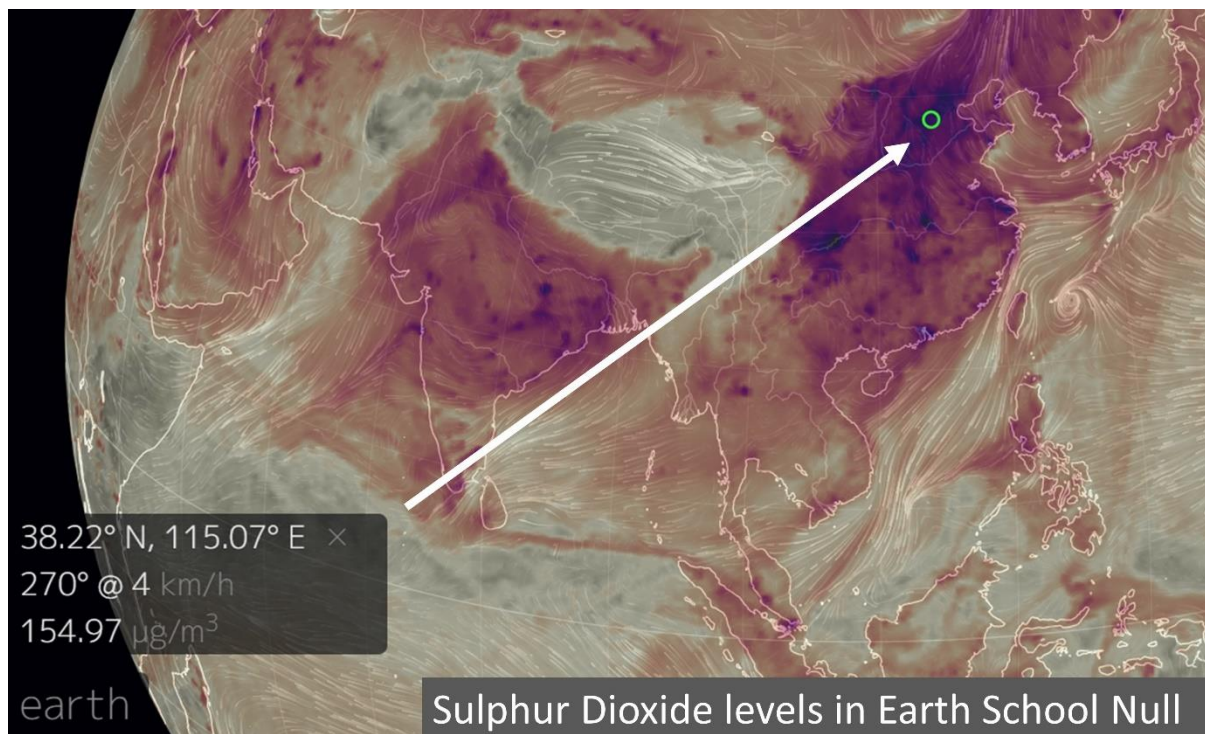 38.22° N, 115.07° E ×
270° @ 4 km/h
154.97 µg/m³
earth
Sulphur Dioxide levels in Earth School Null